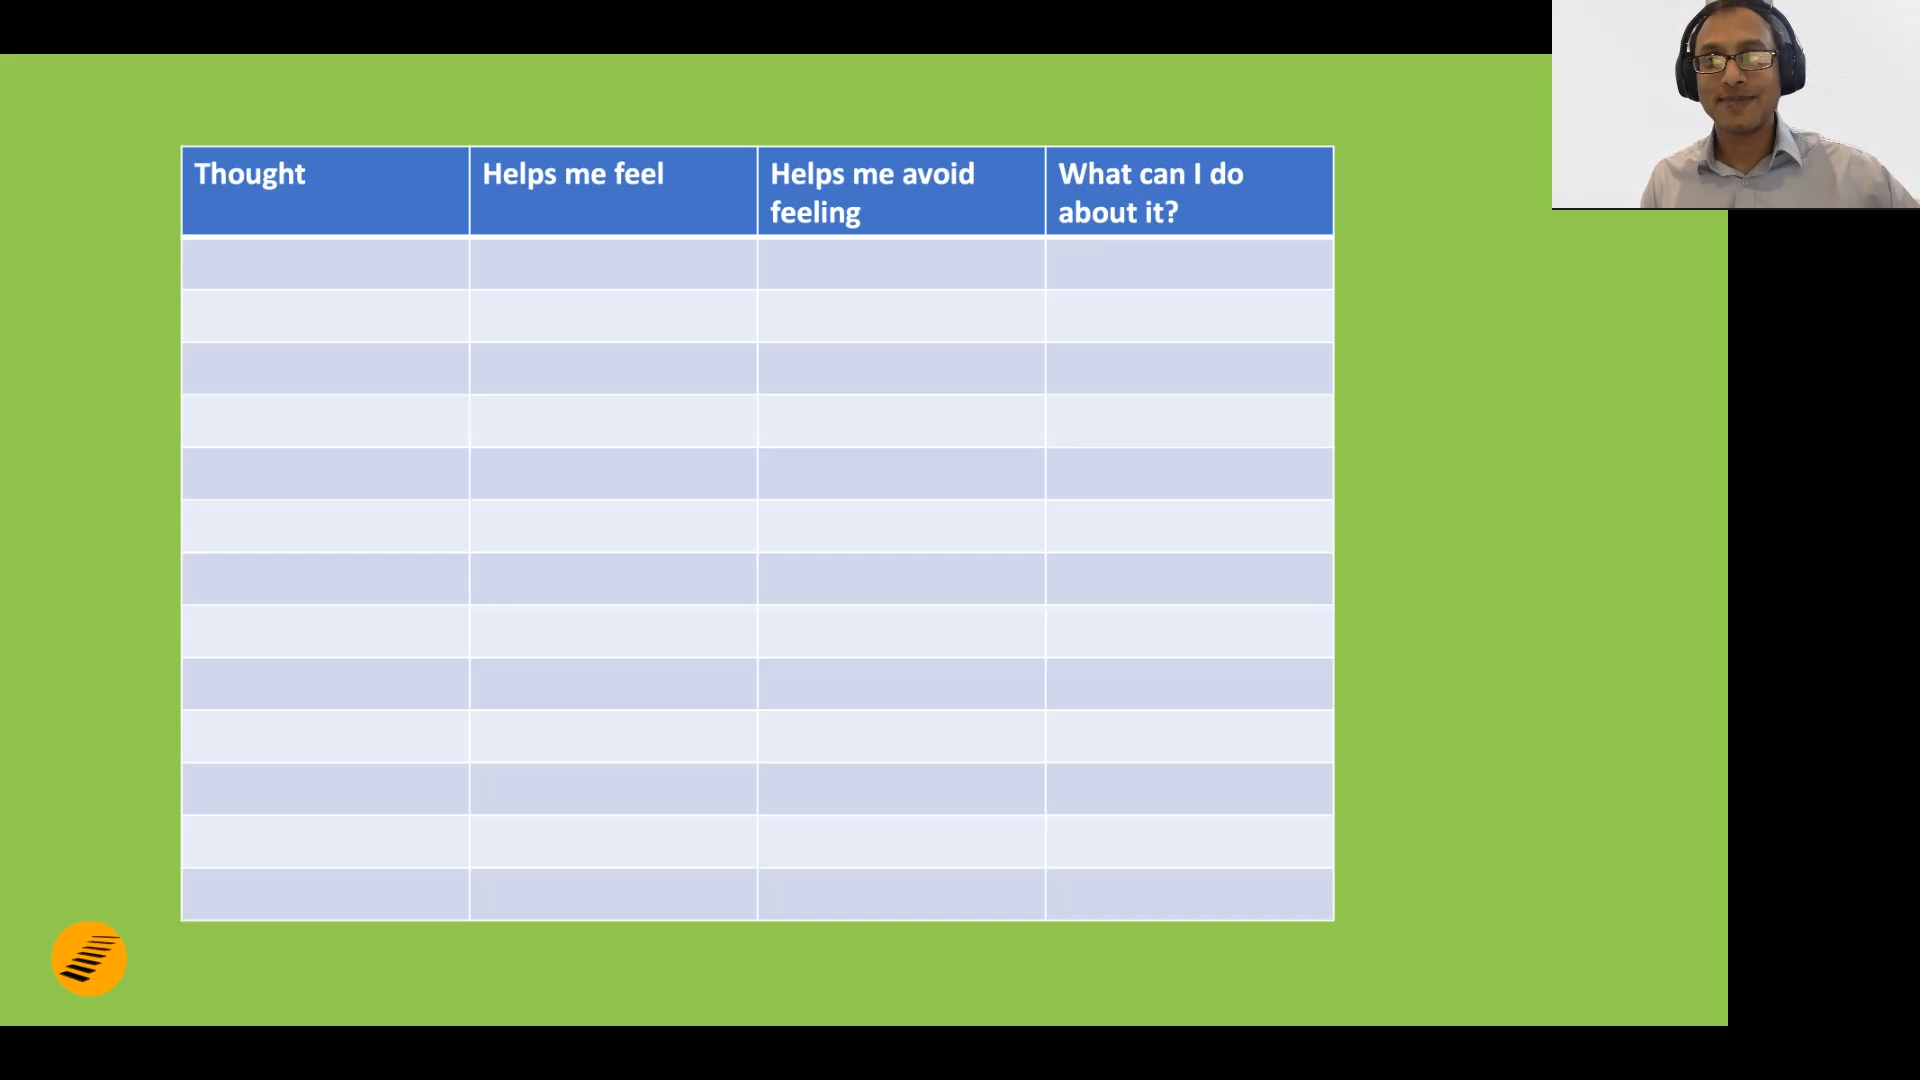 Thought
Helps me feel
Helps me avoid
feeling
What can I do
about it?